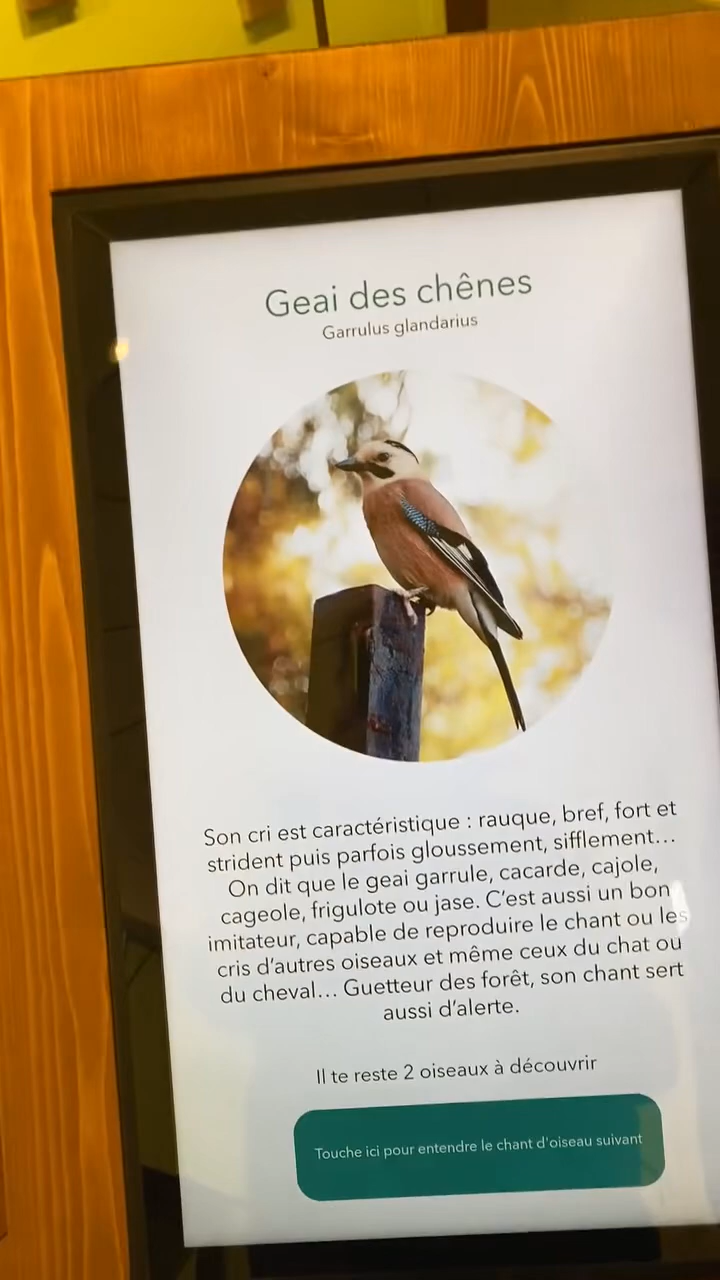 Geai des chênes
Garrulus glandarius
Son cri est caractéristique : rauque, bref, fort et
strident puis parfois gloussement, sifflement...
On dit que le geai garrule, cacarde, cajole,
cageole, frigulote ou jase. C'est aussi un bon
imitateur, capable de reproduire le chant ou les
cris d'autres oiseaux et même ceux du chat ou
du cheval... Guetteur des forêt, son chant sert
aussi d'alerte.
Il te reste 2 oiseaux à découvrir
Touche ici pour entendre le chant d'oiseau suivant